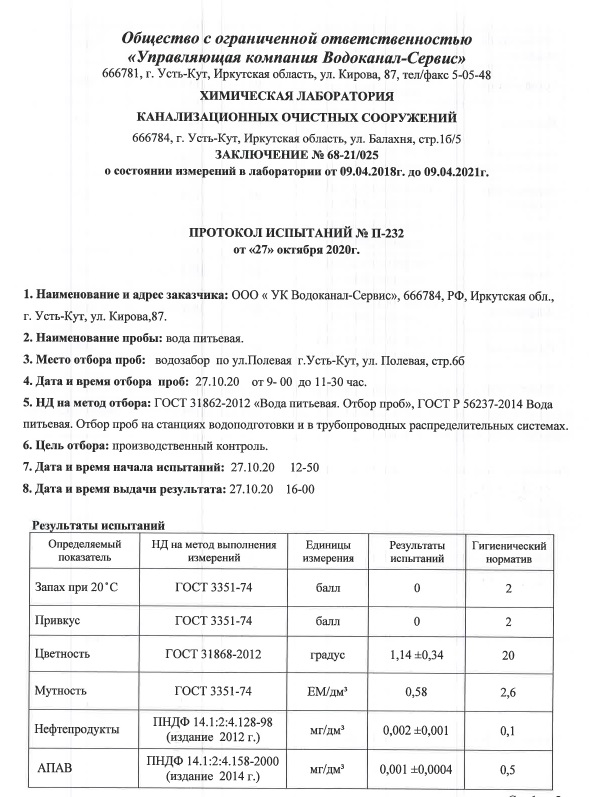 Общество с ограниченной ответственностью
«Управляющая компания Водоканал-Сервис»
666781, г. Усть-Кут, Иркутская область, ул. Кирова, 87, тел/факс 5-05-48
ХИМИЧЕСКАЯ ЛАБОРАТОРИЯ
КАНАЛИЗАЦИОННЫХ ОЧИСТНЫХ СООРУЖЕНИЙ
666784, г. Усть-Кут, Иркутская область, ул. Балахня, стр.1б/5
ЗАКЛЮЧЕНИЕ № 68-21/025
о состоянии измерений в лаборатории от 09.04.2018г. до 09.04.2021г.
ПРОТОКОЛ ИСПЫТАНИЙ № П-232
от «27» октября 2020г.
1. Наименование и адрес заказчика: ООО « УК Водоканал-Сервис», 666784, РФ, Иркутская обл.,
г. Усть-Кут, ул. Кирова,87.
2. Наименование пробы: вода питьевая.
3. Место отбора проб: водозабор по ул.Полевая г.Усть-Кут, ул. Полевая, стр.6б
4. Дата и время отбора проб: 27.10.20 от 9- 00 до 11-30 час.
5. НД на метод отбора: ГОСТ 31862-2012 «Вода питьевая. Отбор проб», ГОСТ Р 56237-2014 Вода
питьевая. Отбор проб на станциях водоподготовки и в трубопроводных распределительных системах.
6. Цель отбора: производственный контроль.
7. Дата и время начала испытаний: 27.10.20 12-50
8. Дата и время выдачи результата: 27.10.20 16-00
Результаты испытаний
Определяемый показатель НД на метод выполнения измерений Единицы измерения Результаты испытаний Гигиенический норматив
Запах при 20˚С ГОСТ 3351-74 балл 0 2
Привкус ГОСТ 3351-74 балл 0 2
Цветность ГОСТ 31868-2012 градус 1,14 ±0,34 20
Мутность ГОСТ 3351-74 ЕМ/дм³ 0,58 2,6
Нефтепродукты ПНДФ 14.1:2:4.128-98 (издание 2012 г.) мг/дм³ 0,002 ±0,001 0,1
АПАВ ПНДФ 14.1:2:4.158-2000 (издание 2014 г.) мг/дм³ 0,001 ±0,0004 0,5